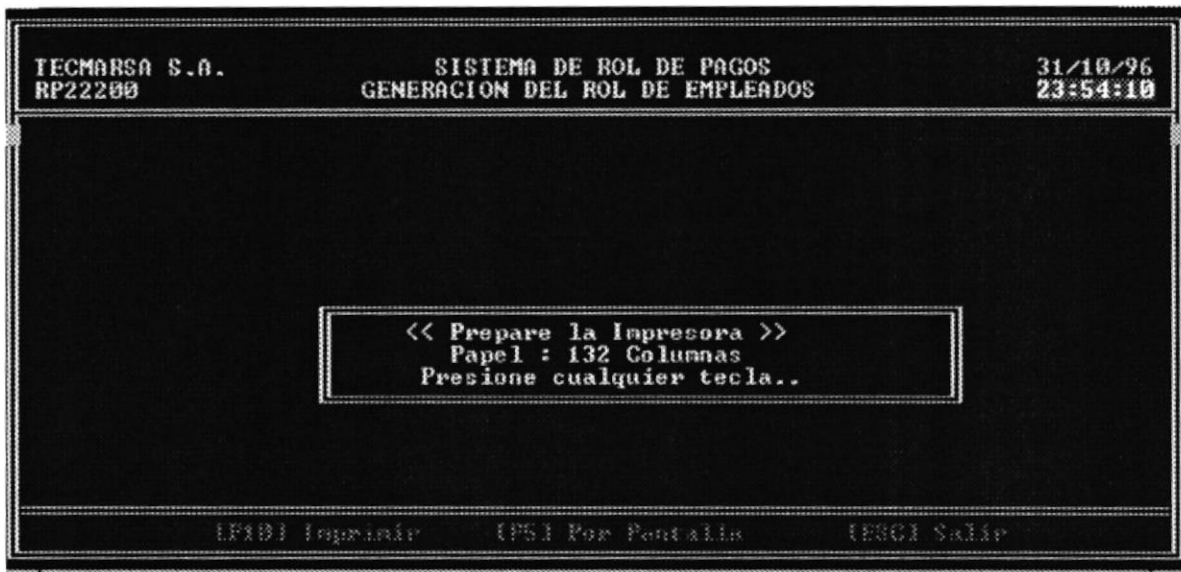 TECMARSA S.A. SISTEMA DE ROL DE PAGOS 31/10/96
RP22200 GENERACION DEL ROL DE EMPLEADOS 23:54:10
<< Prepare la Impresora >>
Papel : 132 Columnas
Presione cualquier tecla..
[F10] Imprimir [F5] Por Pantalla [ESC] Salir